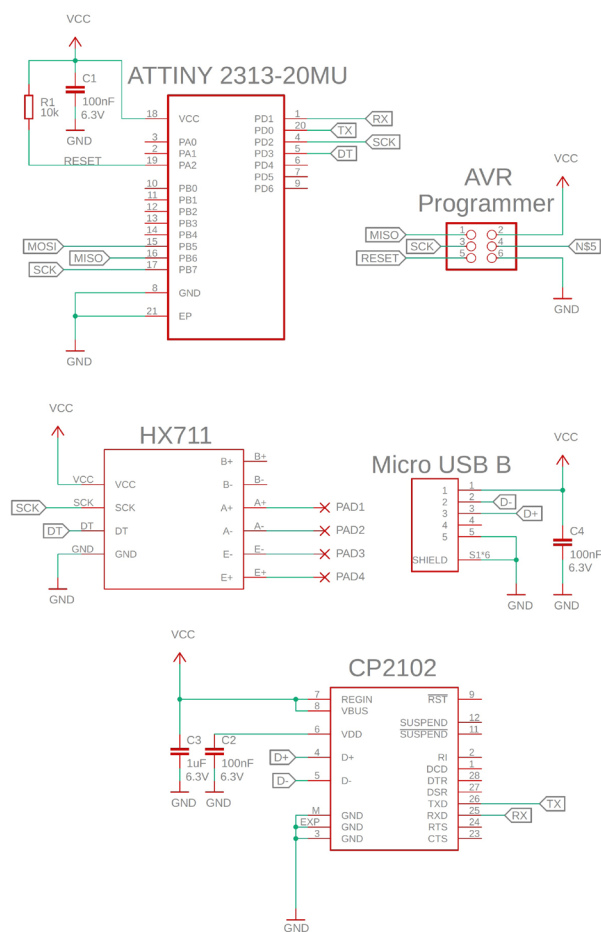 VCC
ATTINY 2313-20MU
C1
100nF
6.3V
R1
10k
GND
RESET
18 VCC
3 PA0
2 PA1
19 PA2
10 PB0
11 PB1
12 PB2
13 PB3
14 PB4
MOSI 15 PB5
MISO 16 PB6
SCK 17 PB7
8 GND
21 EP
GND
PD1 1 RX
PD0 20 TX
PD2 4 SCK
PD3 5 DT
PD4 6
PD5 7
PD6 9
VCC
AVR
Programmer
MISO 1 2
SCK 3 4 N$5
RESET 5 6
GND
VCC
HX711
VCC VCC
SCK SCK SCK
DT DT DT
GND GND
GND
B+ B+
B- B-
A+ A+ PAD1
A- A- PAD2
E- E- PAD3
E+ E+ PAD4
VCC
Micro USB B
1 1
2 2 D-
3 3 D+
4 4
5 5
SHIELD S1*6
C4
100nF
6.3V
GND GND
VCC
CP2102
7 REGIN
8 VBUS
6 VDD
C3
1uF
6.3V
C2
100nF
6.3V
GND GND
D+ 4 D+
D- 5 D-
M GND
EXP GND
3 GND
RST 9
SUSPEND 12
SUSPEND 11
RI 2
DCD 1
DTR 28
DSR 27
TXD 26 TX
RXD 25 RX
RTS 24
CTS 23
GND